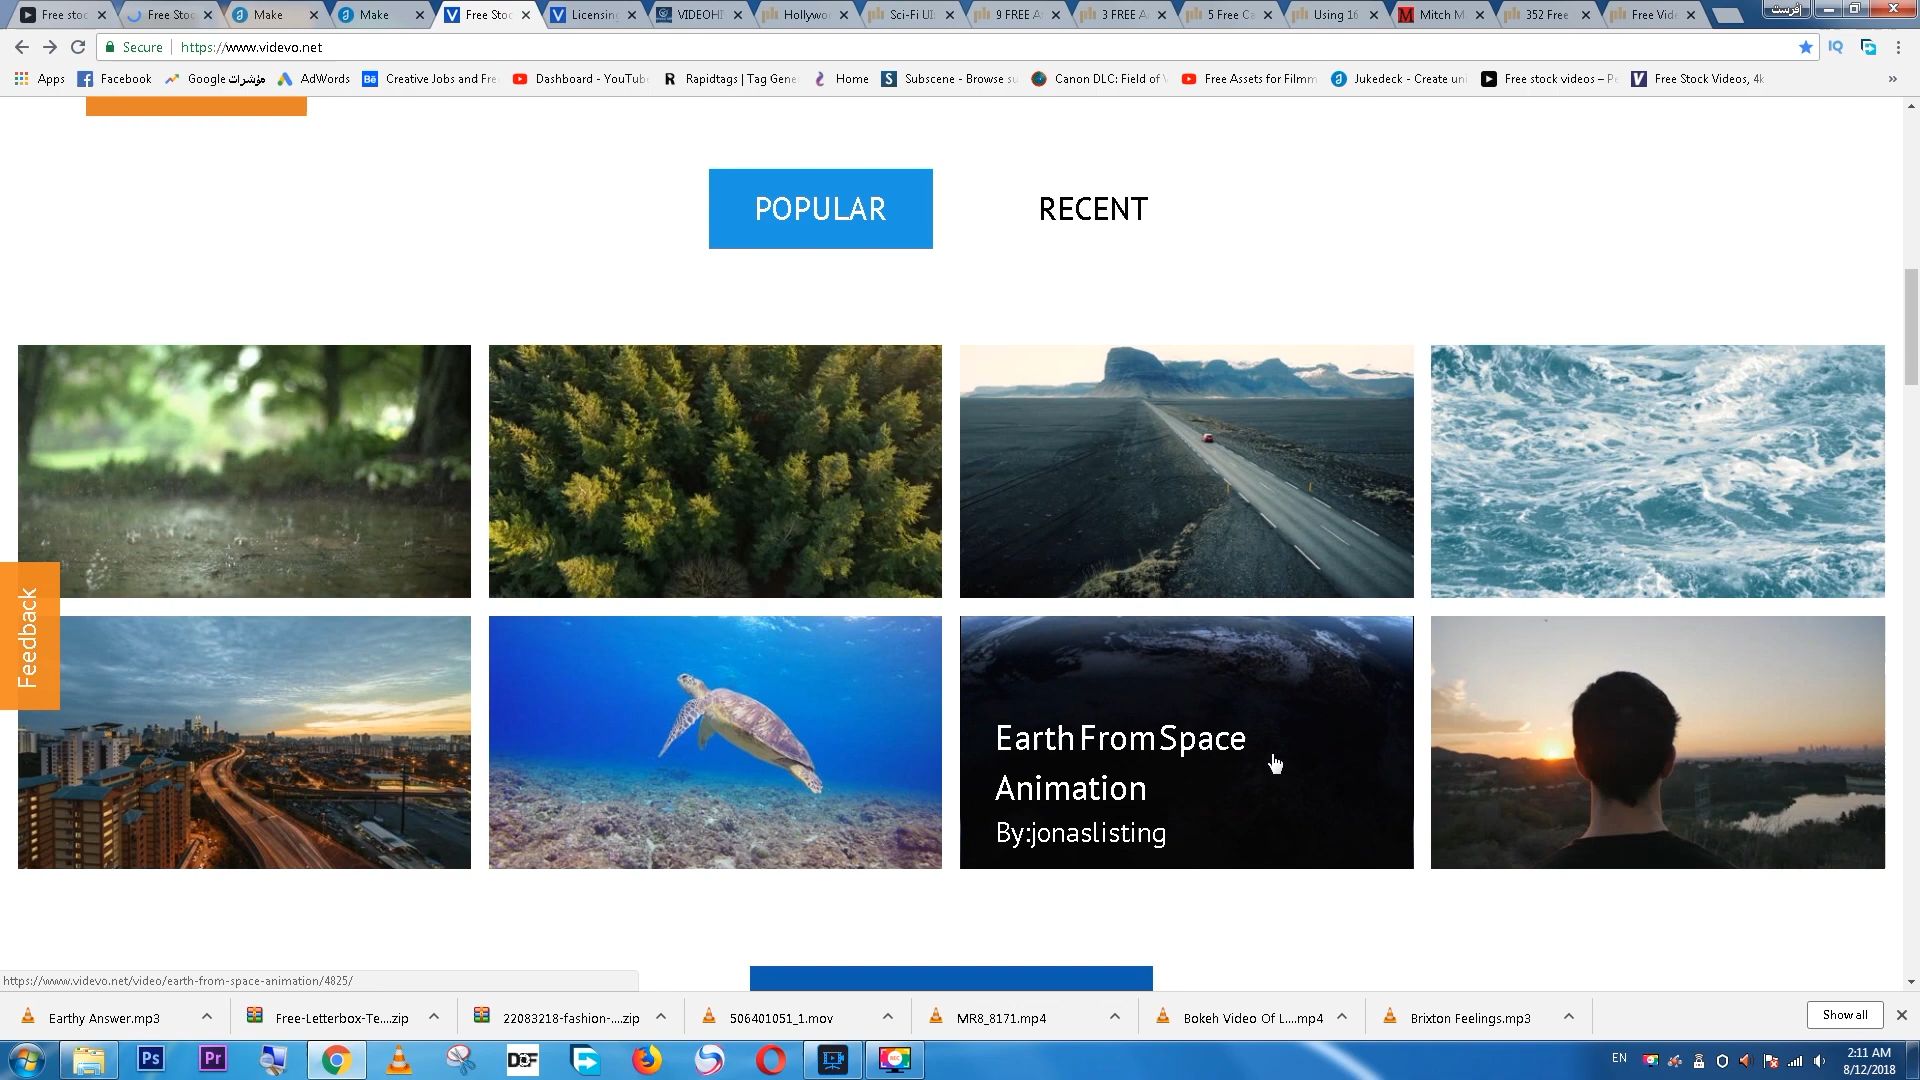 Free stoc
Free Stoc
Make
Make
Free Stoc
Licensing
VIDEOHI
Hollywo
Sci-Fi UI
9 FREE A
3 FREE A
5 Free Ca
Using 16
Mitch M
352 Free
Free Vide
Secure
https://www.videvo.net
Apps
Facebook
Google مؤشرات
AdWords
Creative Jobs and Fre
Dashboard - YouTub
Rapidtags | Tag Gene
Home
Subscene - Browse su
Canon DLC: Field of
Free Assets for Filmm
Jukedeck - Create un
Free stock videos – Pe
Free Stock Videos, 4k
»
POPULAR
RECENT
Feedback
Earth From Space
Animation
By:jonaslisting
https://www.videvo.net/video/earth-from-space-animation/4825/
Earthy Answer.mp3
Free-Letterbox-Te....zip
22083218-fashion-....zip
506401051_1.mov
MR8_8171.mp4
Bokeh Video Of L....mp4
Brixton Feelings.mp3
Show all
Ps
Pr
DOF
EN
2:11 AM
8/12/2018